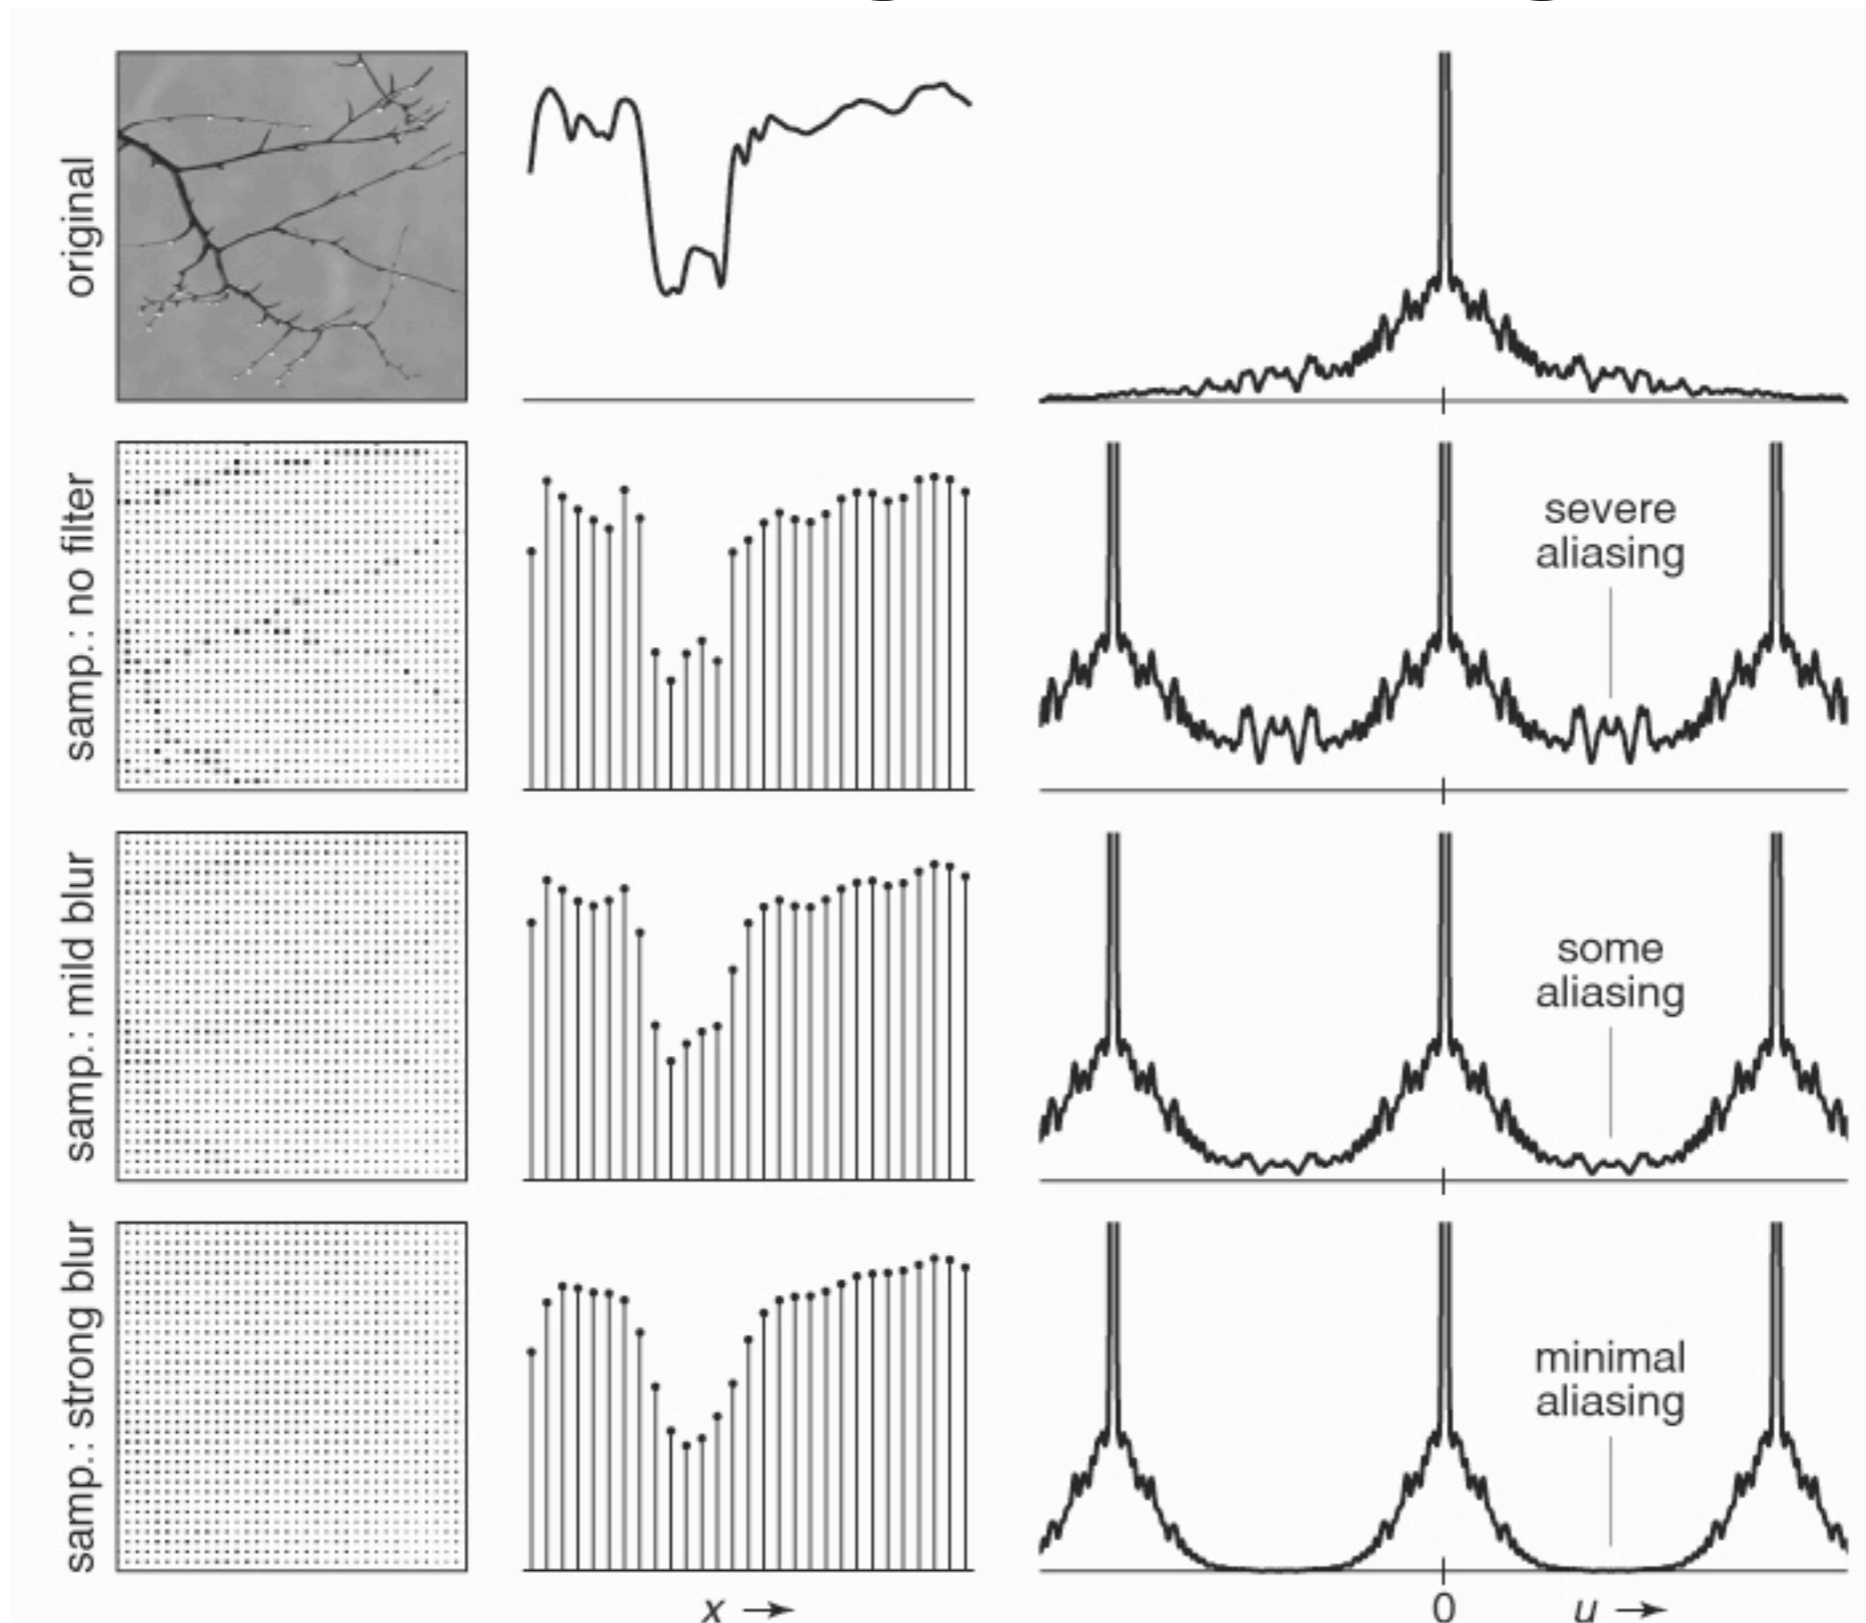 original
samp.: no filter
severe
aliasing
samp.: mild blur
some
aliasing
samp.: strong blur
minimal
aliasing
x →
0
u →